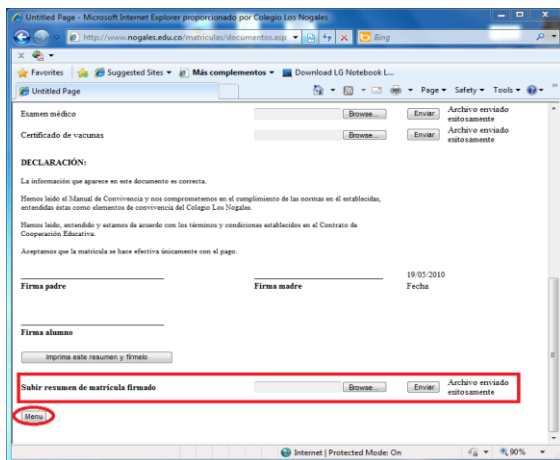 Untitled Page - Microsoft Internet Explorer proporcionado por Colegio Los Nogales
http://www.nogales.edu.co/matriculas/documentos.asp
Bing
Favorites Suggested Sites Más complementos Download LG Notebook L...
Untitled Page Page Safety Tools
Examen médico Browse... Enviar Archivo enviado
exitosamente
Certificado de vacunas Browse... Enviar Archivo enviado
exitosamente
DECLARACIÓN:
La información que aparece en este documento es correcta.
Hemos leido el Manual de Convivencia y nos comprometemos en el cumplimiento de las normas en él establecidas,
entendidas éstas como elementos de convivencia del Colegio Los Nogales.
Hemos leido, entendido y estamos de acuerdo con los términos y condiciones establecidos en el Contrato de
Cooperación Educativa.
Aceptamos que la matrícula se hace efectiva únicamente con el pago.
19/05/2010
Firma padre Firma madre Fecha
Firma alumno
Imprima este resumen y fírmelo
Subir resumen de matrícula firmado Browse... Enviar Archivo enviado
exitosamente
Menu
Internet | Protected Mode: On 90%